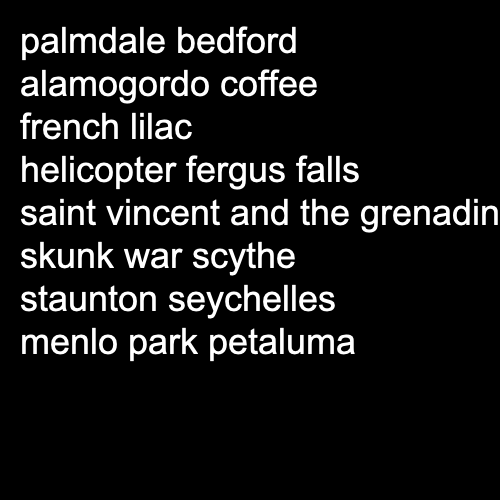 palmdale bedford
alamogordo coffee
french lilac
helicopter fergus falls
saint vincent and the grenadin
skunk war scythe
staunton seychelles
menlo park petaluma